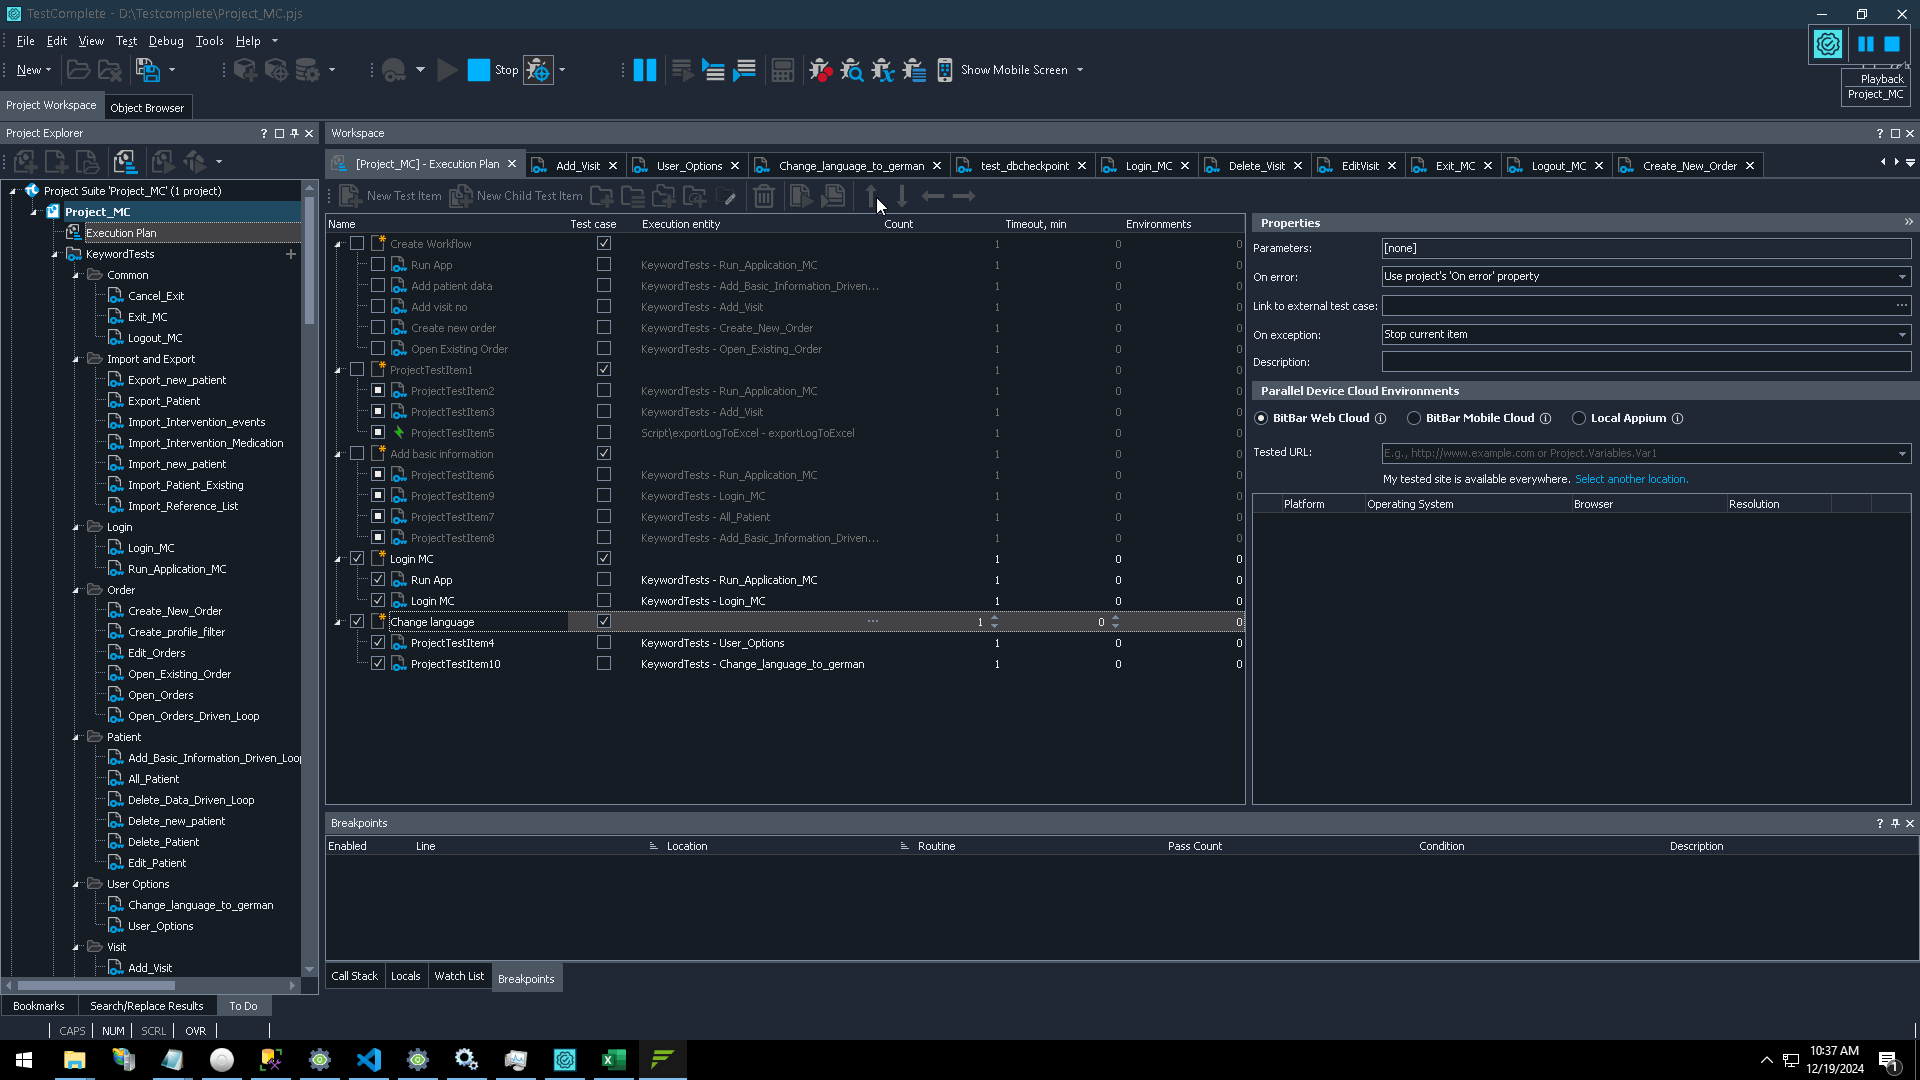 TestComplete - D:\Testcomplete\Project_MC.pjs
File Edit View Test Debug Tools Help
New Stop Show Mobile Screen
Playback
Project_MC
Project Workspace Object Browser
Project Explorer
Project Suite 'Project_MC' (1 project)
Project_MC
Execution Plan
KeywordTests
Common
Cancel_Exit
Exit_MC
Logout_MC
Import and Export
Export_new_patient
Export_Patient
Import_Intervention_events
Import_Intervention_Medication
Import_new_patient
Import_Patient_Existing
Import_Reference_List
Login
Login_MC
Run_Application_MC
Order
Create_New_Order
Create_profile_filter
Edit_Orders
Open_Existing_Order
Open_Orders
Open_Orders_Driven_Loop
Patient
Add_Basic_Information_Driven_Loop
All_Patient
Delete_Data_Driven_Loop
Delete_new_patient
Delete_Patient
Edit_Patient
User Options
Change_language_to_german
User_Options
Visit
Add_Visit
Workspace
[Project_MC] - Execution Plan Add_Visit User_Options Change_language_to_german test_dbcheckpoint Login_MC Delete_Visit EditVisit Exit_MC Logout_MC Create_New_Order
New Test Item New Child Test Item
Name Test case Execution entity Count Timeout, min Environments
Create Workflow 1 0 0
Run App KeywordTests - Run_Application_MC 1 0 0
Add patient data KeywordTests - Add_Basic_Information_Driven... 1 0 0
Add visit no KeywordTests - Add_Visit 1 0 0
Create new order KeywordTests - Create_New_Order 1 0 0
Open Existing Order KeywordTests - Open_Existing_Order 1 0 0
ProjectTestItem1 1 0 0
ProjectTestItem2 KeywordTests - Run_Application_MC 1 0 0
ProjectTestItem3 KeywordTests - Add_Visit 1 0 0
ProjectTestItem5 Script\exportLogToExcel - exportLogToExcel 1 0 0
Add basic information 1 0 0
ProjectTestItem6 KeywordTests - Run_Application_MC 1 0 0
ProjectTestItem9 KeywordTests - Login_MC 1 0 0
ProjectTestItem7 KeywordTests - All_Patient 1 0 0
ProjectTestItem8 KeywordTests - Add_Basic_Information_Driven... 1 0 0
Login MC 1 0 0
Run App KeywordTests - Run_Application_MC 1 0 0
Login MC KeywordTests - Login_MC 1 0 0
Change language ... 1 0 0
ProjectTestItem4 KeywordTests - User_Options 1 0 0
ProjectTestItem10 KeywordTests - Change_language_to_german 1 0 0
Properties
Parameters: [none]
On error: Use project's 'On error' property
Link to external test case: ...
On exception: Stop current item
Description:
Parallel Device Cloud Environments
BitBar Web Cloud BitBar Mobile Cloud Local Appium
Tested URL: E.g., http://www.example.com or Project.Variables.Var1
My tested site is available everywhere. Select another location.
Platform Operating System Browser Resolution
Breakpoints
Enabled Line Location Routine Pass Count Condition Description
Call Stack Locals Watch List Breakpoints
Bookmarks Search/Replace Results To Do
CAPS NUM SCRL OVR
10:37 AM
12/19/2024
1